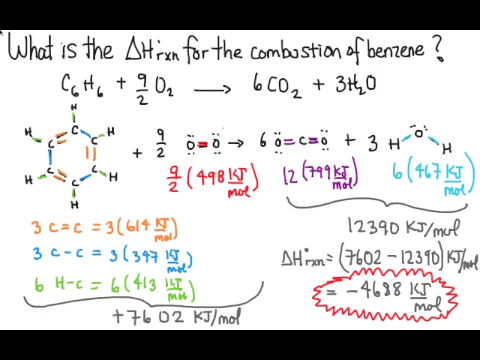 What is the ΔH°rxn for the combustion of benzene?
C6H6 + 9/2 O2 → 6CO2 + 3H2O
H
H C H
C C
C C
H C H
H
+ 9/2 O=O → 6 O=C=O + 3 H O H
9/2 (498 KJ/mol) 12(799 KJ/mol) 6(467 KJ/mol)
3 C=C = 3(614 KJ/mol)
3 C-C = 3(347 KJ/mol)
6 H-C = 6(413 KJ/mol)
+7602 KJ/mol
12390 KJ/mol
ΔH°rxn = (7602 - 12390) KJ/mol
= -4688 KJ/mol